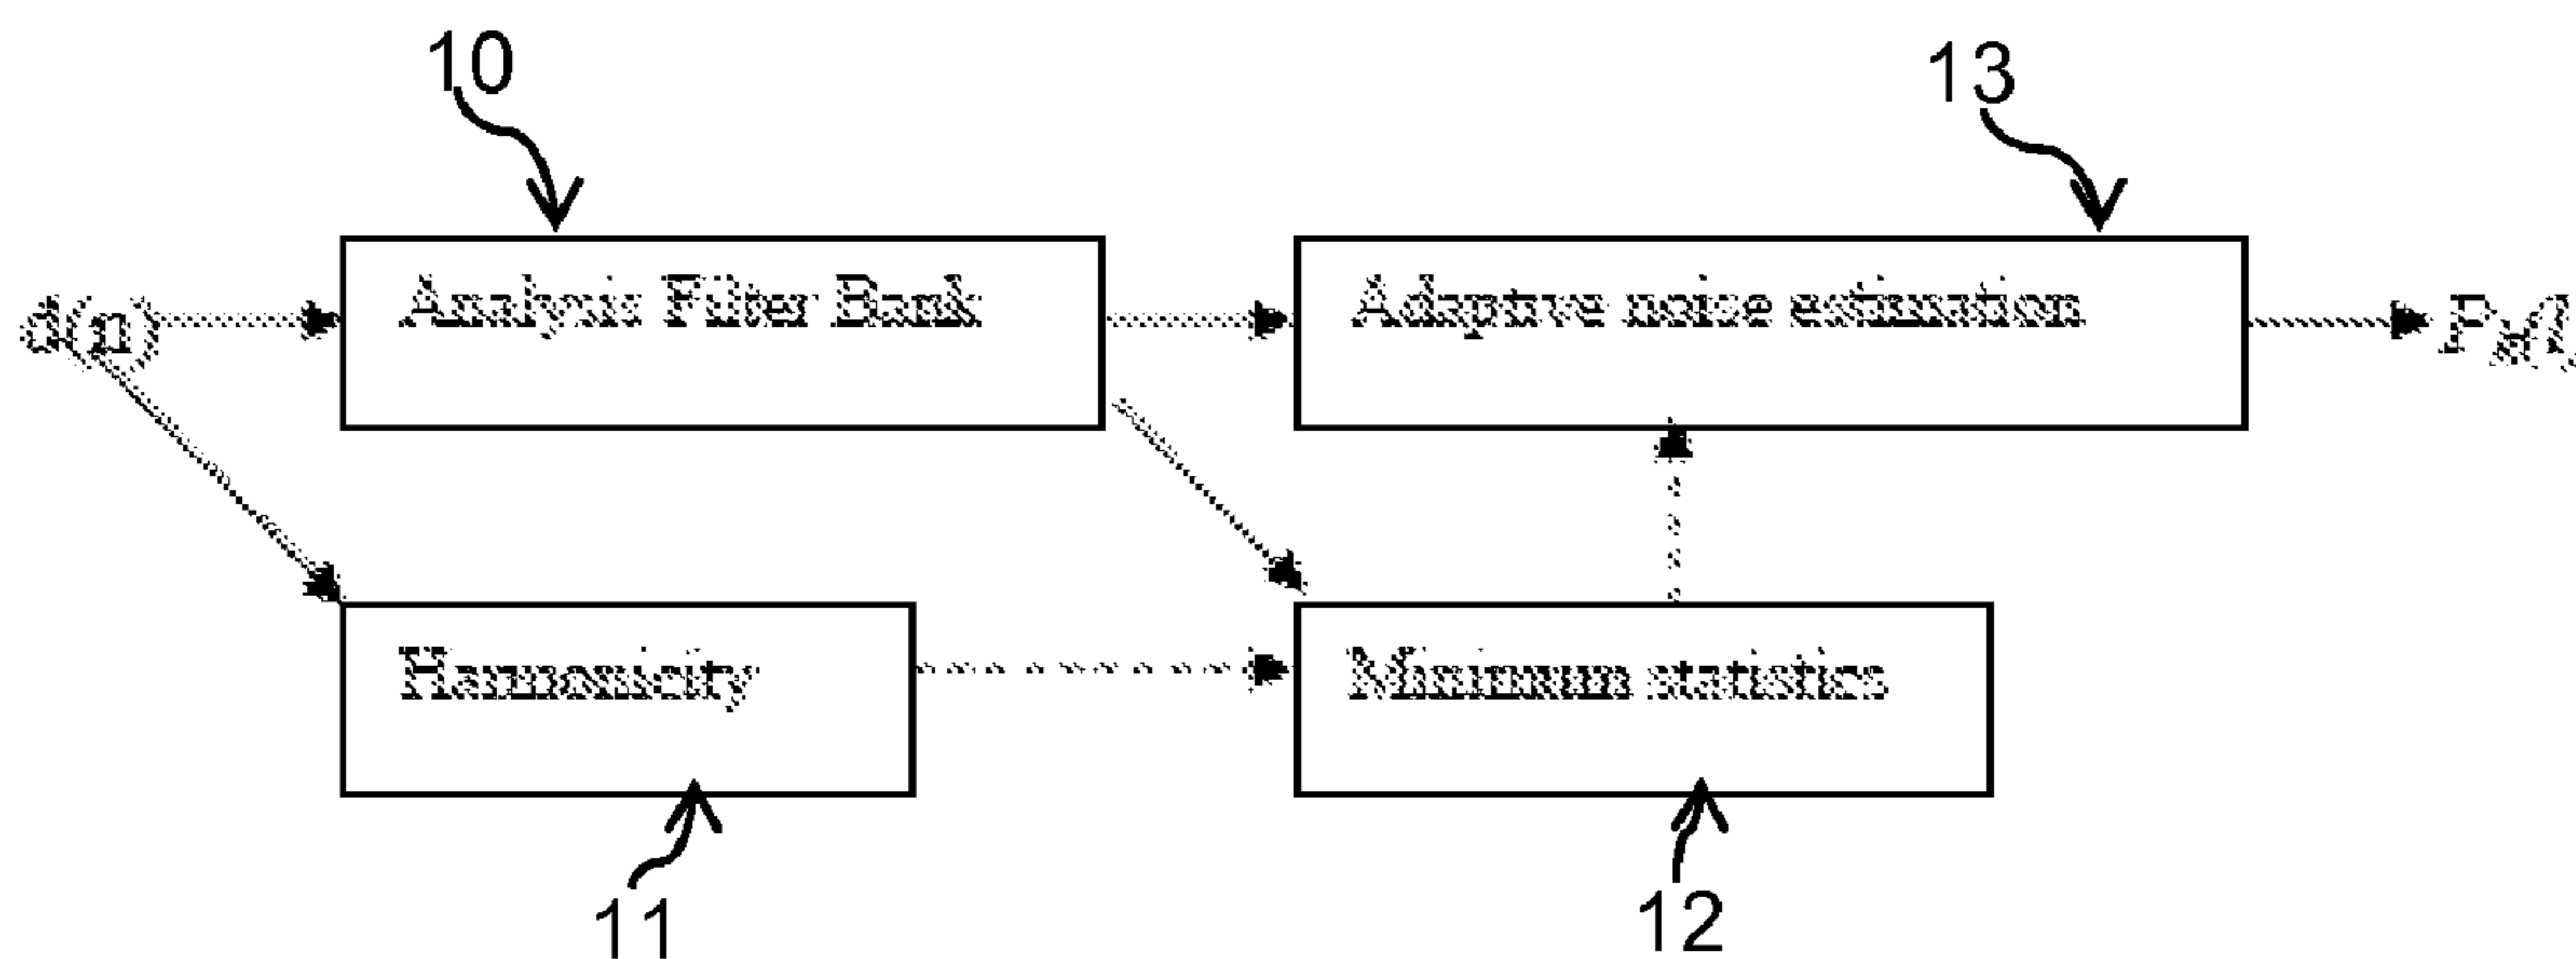 10
13
d(n)
Analysis Filter Bank
Adaptive noise estimation
Harmonicity
Minimum statistics
11
12